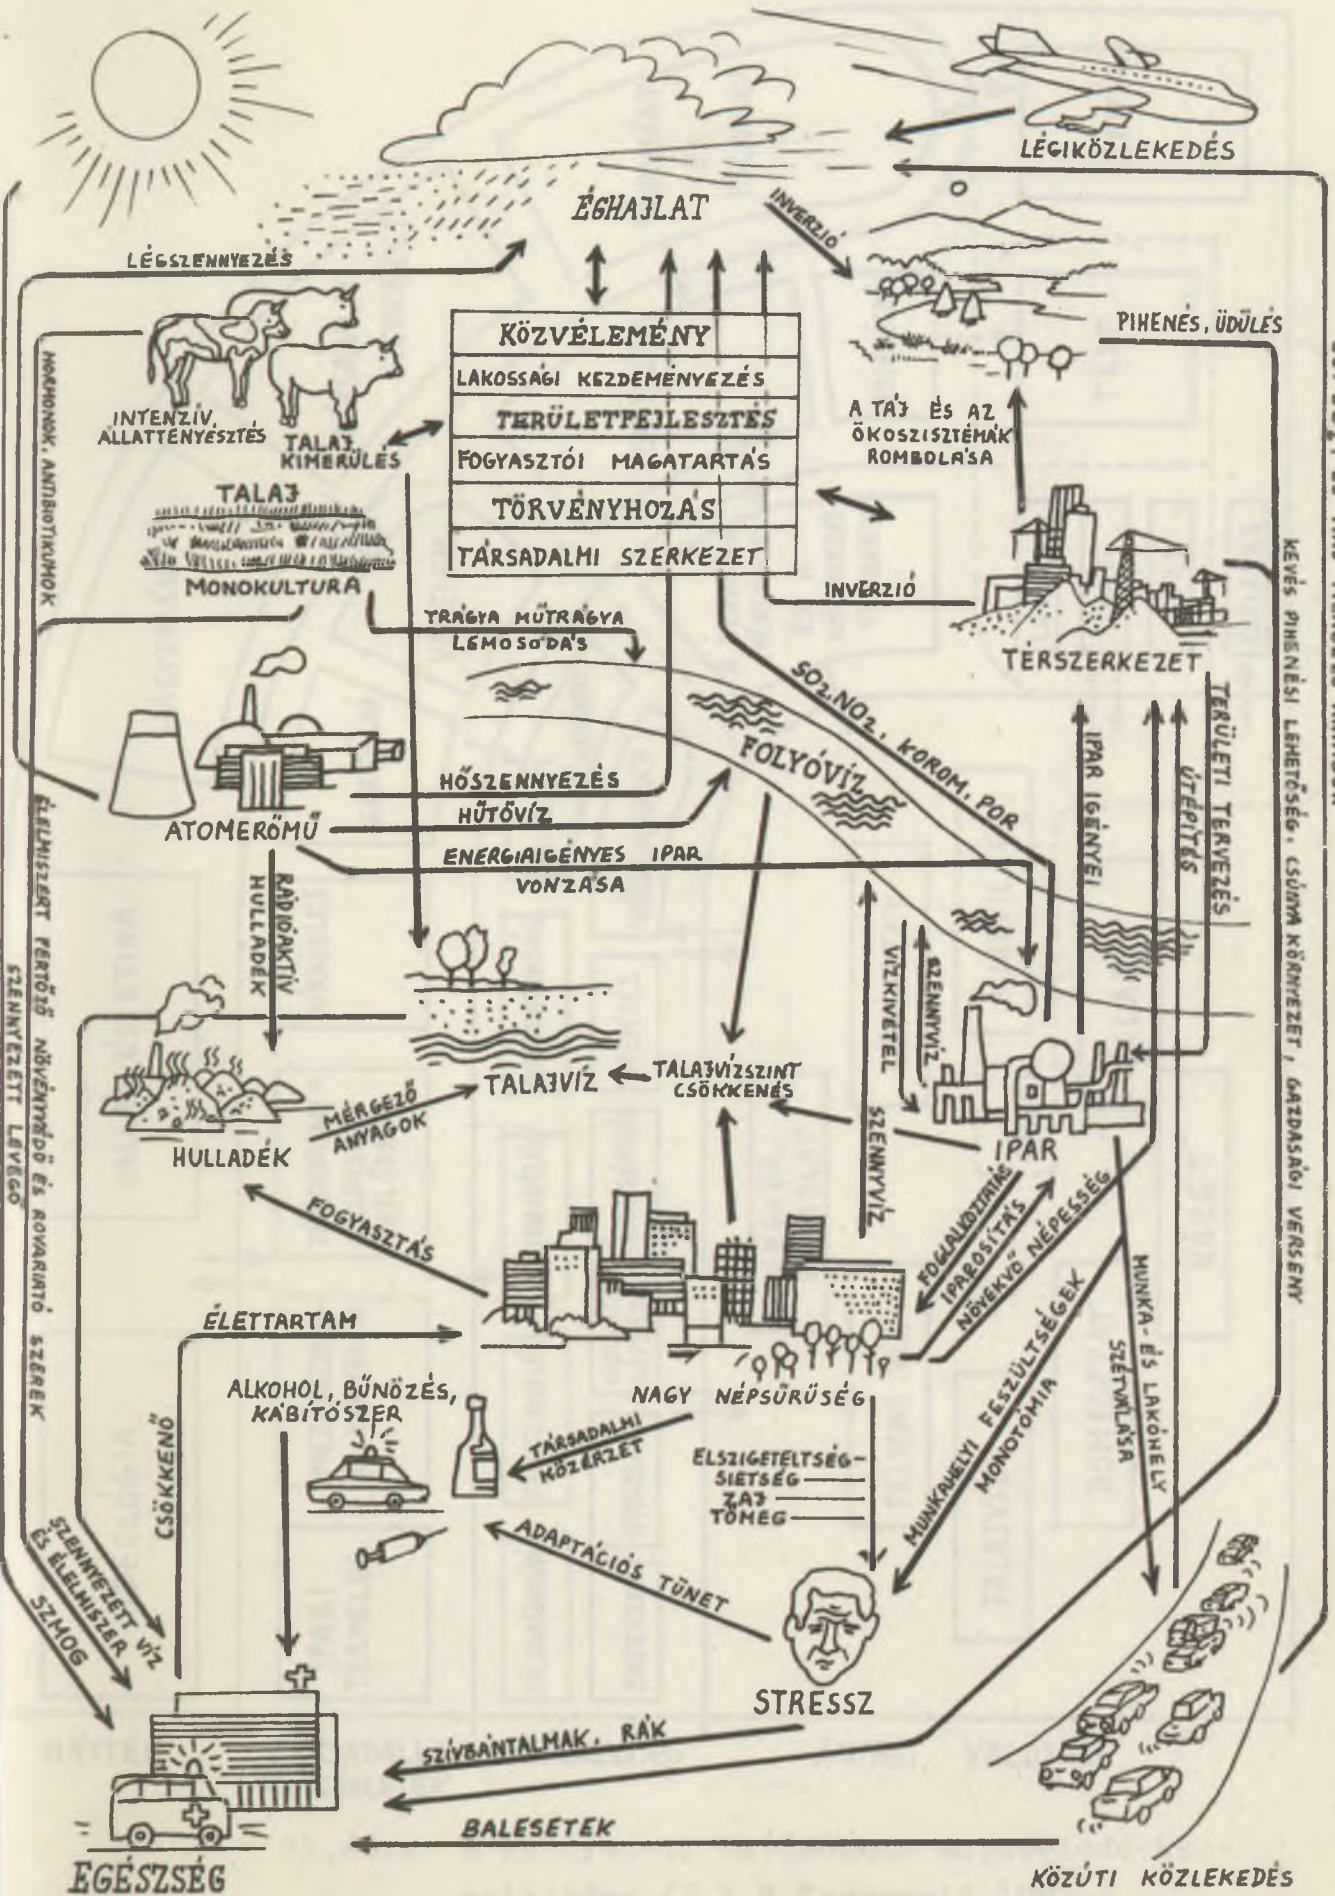 LÉGIKÖZLEKEDÉS
ÉGHAJLAT
INVERZIÓ
LÉGSZENNYEZÉS
PIHENÉS, ÜDÜLÉS
KÖZVÉLEMÉNY
LAKOSSÁGI KEZDEMÉNYEZÉS
TERÜLETFEJLESZTÉS
FOGYASZTÓI MAGATARTÁS
TÖRVÉNYHOZÁS
TÁRSADALMI SZERKEZET
INTENZÍV
ÁLLATTENYÉSZTÉS
TALAJ
KIMERÜLÉS
TALAJ
MONOKULTURA
HORMONOK, ANTIBIOTIKUMOK
A TÁJ ÉS AZ
ÖKOSZISZTÉMÁK
ROMBOLÁSA
INVERZIÓ
TÉRSZERKEZET
TRÁGYA MŰTRÁGYA
LEMOSÓDÁS
SO2, NO2, KOROM, POR
FOLYÓVÍZ
HŐSZENNYEZÉS
HŰTŐVÍZ
ATOMERŐMŰ
ENERGIAIGÉNYES IPAR
VONZÁSA
IPAR IGÉNYEI
ÚTÉPÍTÉS
TERÜLETI TERVEZÉS
KEVÉS PIHENÉSI LEHETŐSÉG, CSÚNYA KÖRNYEZET, GAZDASÁGI VERSENY
RÁDIÓAKTÍV
HULLADÉK
ÉLELMISZERT FERTŐZŐ NÖVÉNYVÉDŐ ÉS ROVARIRTÓ SZEREK
SZENNYEZETT LEVEGŐ
VÍZKIVÉTEL
SZENNYVÍZ
TALAJVÍZ
TALAJVÍZSZINT
CSÖKKENÉS
MÉRGEZŐ
ANYAGOK
HULLADÉK
SZENNYVÍZ
IPAR
FOGYASZTÁS
FOGLALKOZTATÁS
IPAROSÍTÁS
NÖVEKVŐ NÉPESSÉG
MUNKA- ÉS LAKÓHELY
SZÉTVÁLÁSA
MUNKAHELYI FESZÜLTSÉGEK
MONOTÓMIA
ÉLETTARTAM
CSÖKKENŐ
ALKOHOL, BŰNÖZÉS,
KÁBÍTÓSZER
NAGY NÉPSŰRŰSÉG
TÁRSADALMI
KÖZÉRZET
ELSZIGETELTSÉG
SIETSÉG
ZAJ
TÖMEG
ADAPTÁCIÓS TÜNET
SZENNYEZETT VÍZ
ÉS ÉLELMISZER
SZMOG
STRESSZ
SZÍVBÁNTALMAK, RÁK
BALESETEK
EGÉSZSÉG
KÖZÚTI KÖZLEKEDÉS